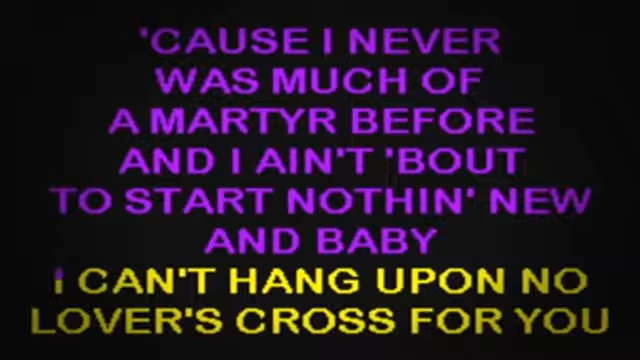 'CAUSE I NEVER
WAS MUCH OF
A MARTYR BEFORE
AND I AIN'T 'BOUT
TO START NOTHIN' NEW
AND BABY
I CAN'T HANG UPON NO
LOVER'S CROSS FOR YOU